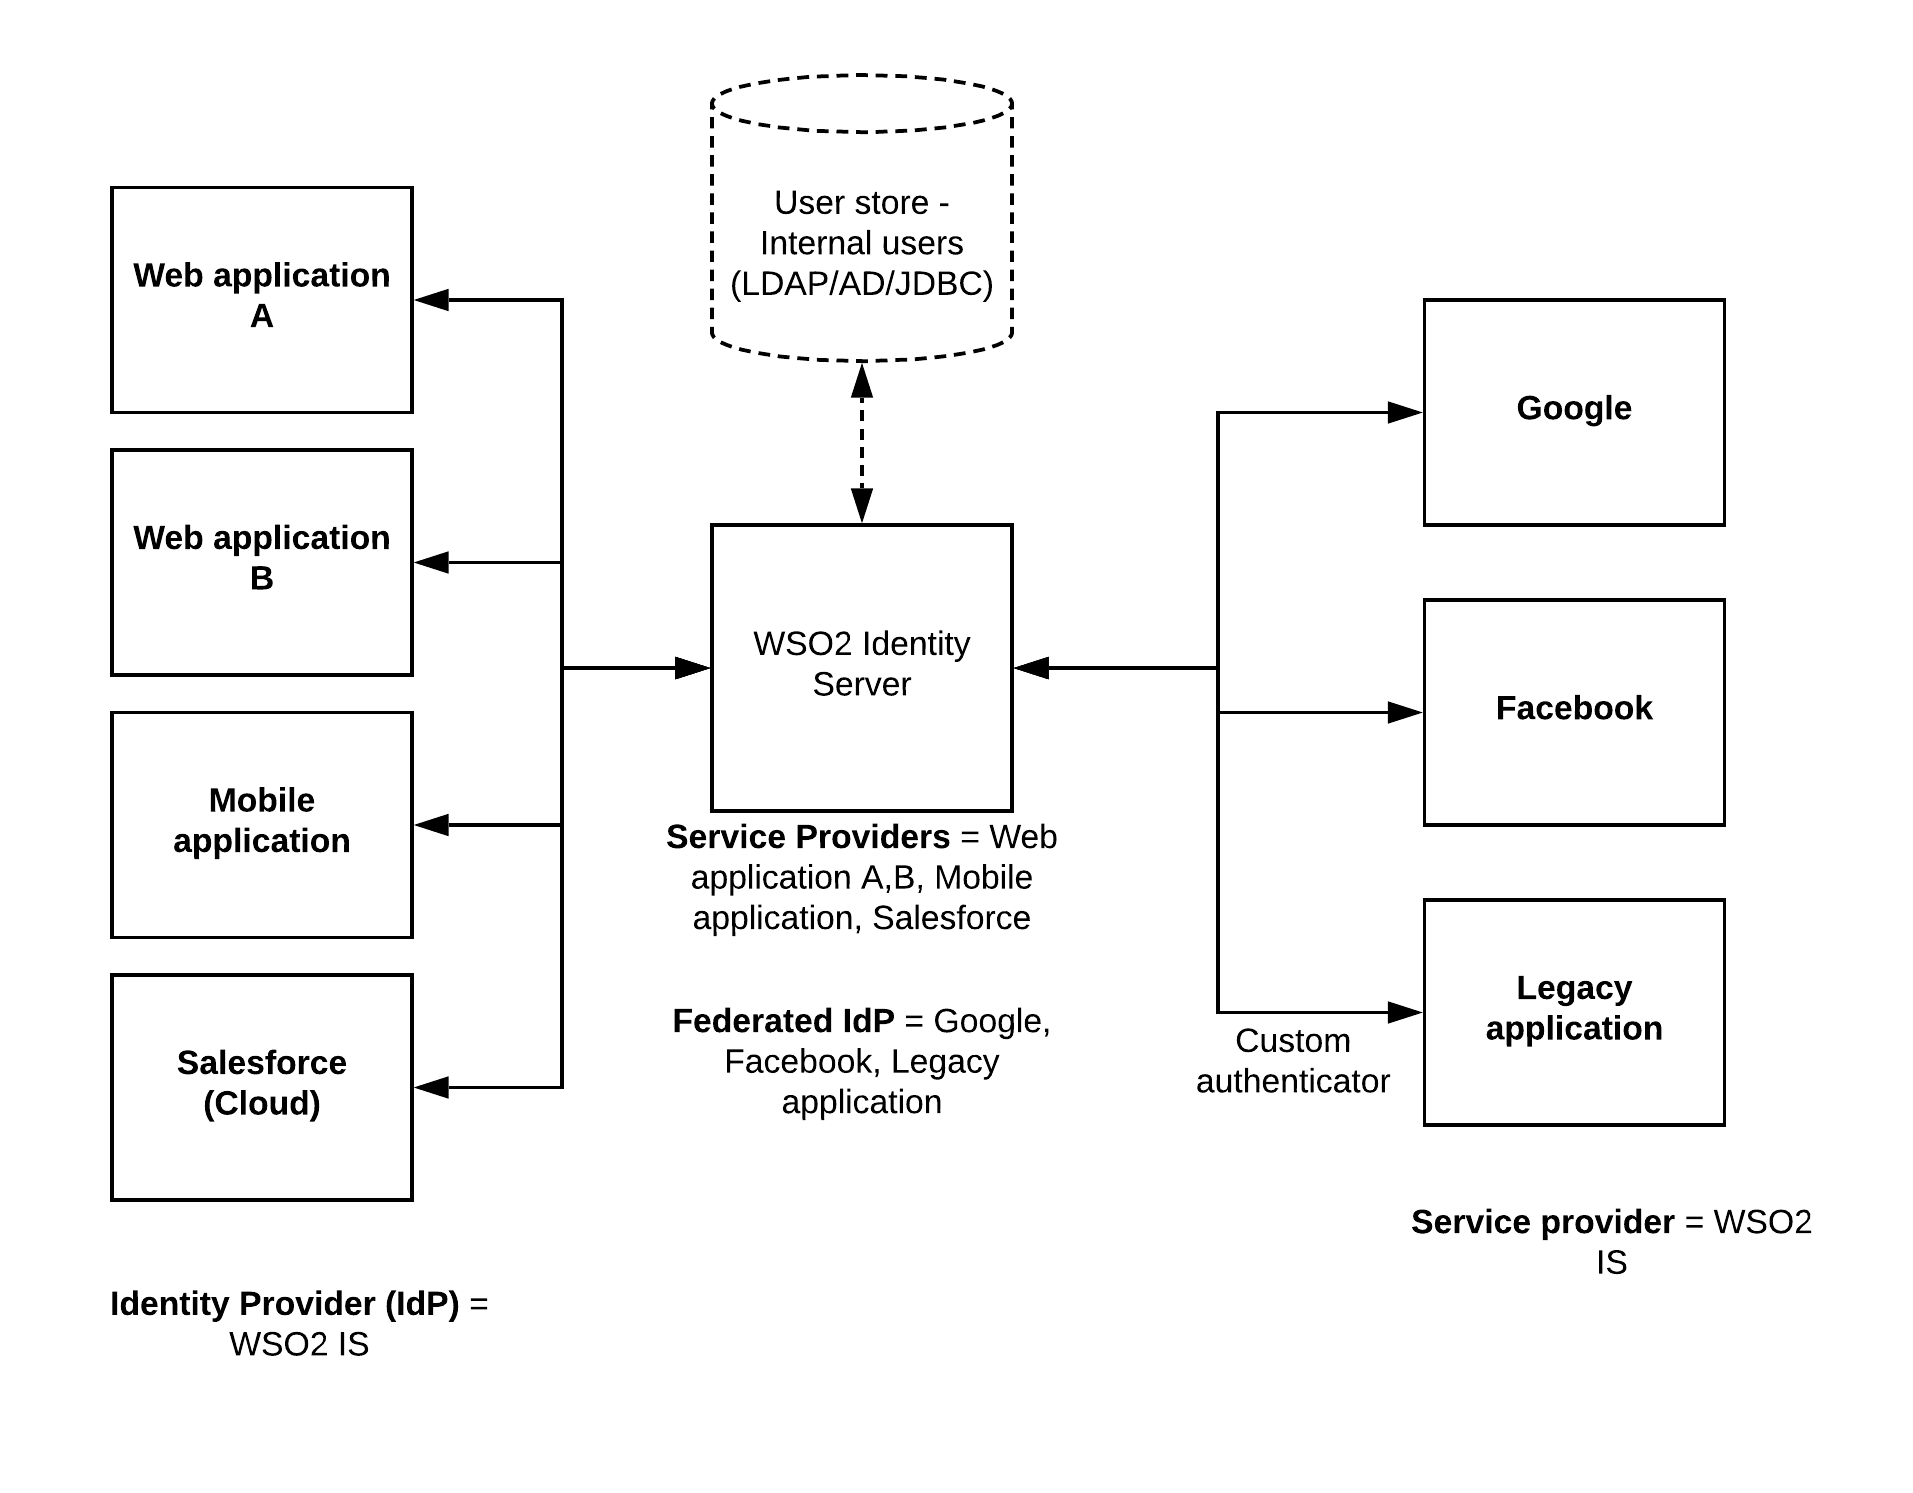 User store -
Internal users
(LDAP/AD/JDBC)
Web application
A
Web application
B
Mobile
application
Salesforce
(Cloud)
Identity Provider (IdP) =
WSO2 IS
WSO2 Identity
Server
Service Providers = Web
application A,B, Mobile
application, Salesforce
Federated IdP = Google,
Facebook, Legacy
application
Google
Facebook
Legacy
application
Custom
authenticator
Service provider = WSO2
IS